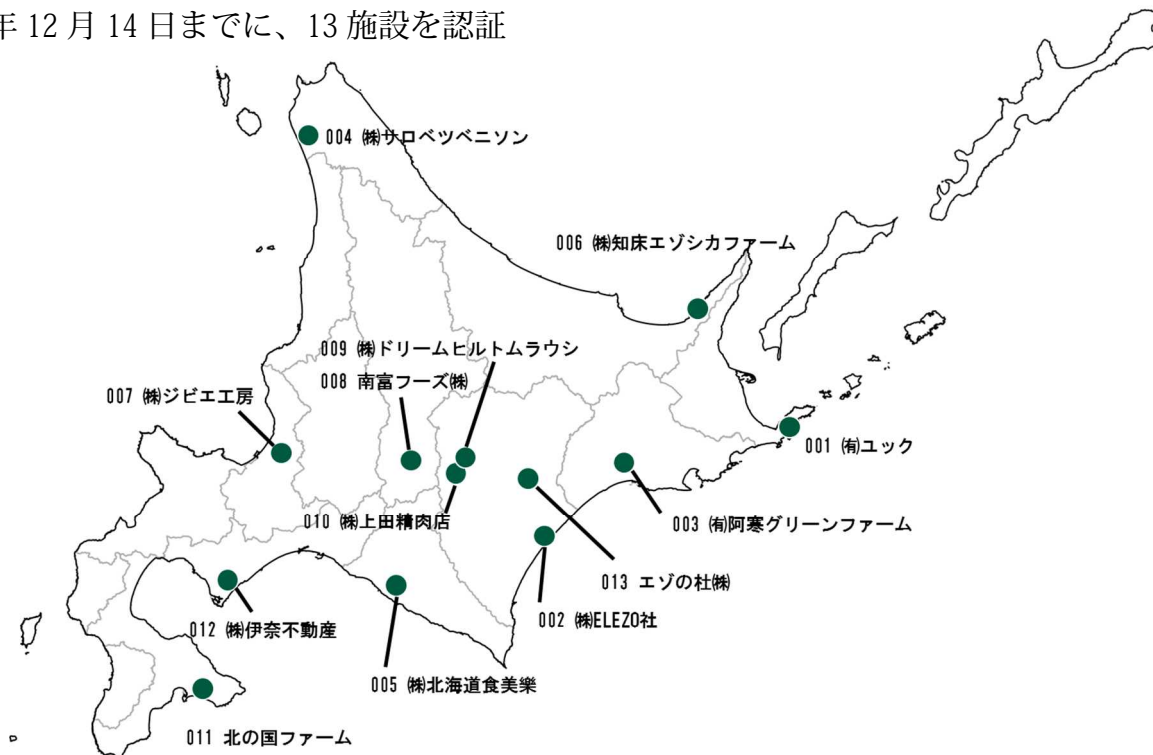 年 12 月 14 日までに、13 施設を認証
004 ㈱サロベツベニソン
006 ㈱知床エゾシカファーム
009 ㈱ドリームヒルトムラウシ
008 南富フーズ㈱
007 ㈱ジビエ工房
001 ㈲ユック
010 ㈱上田精肉店
003 ㈲阿寒グリーンファーム
013 エゾの杜㈱
002 ㈱ELEZO社
012 ㈱伊奈不動産
005 ㈱北海道食美樂
011 北の国ファーム